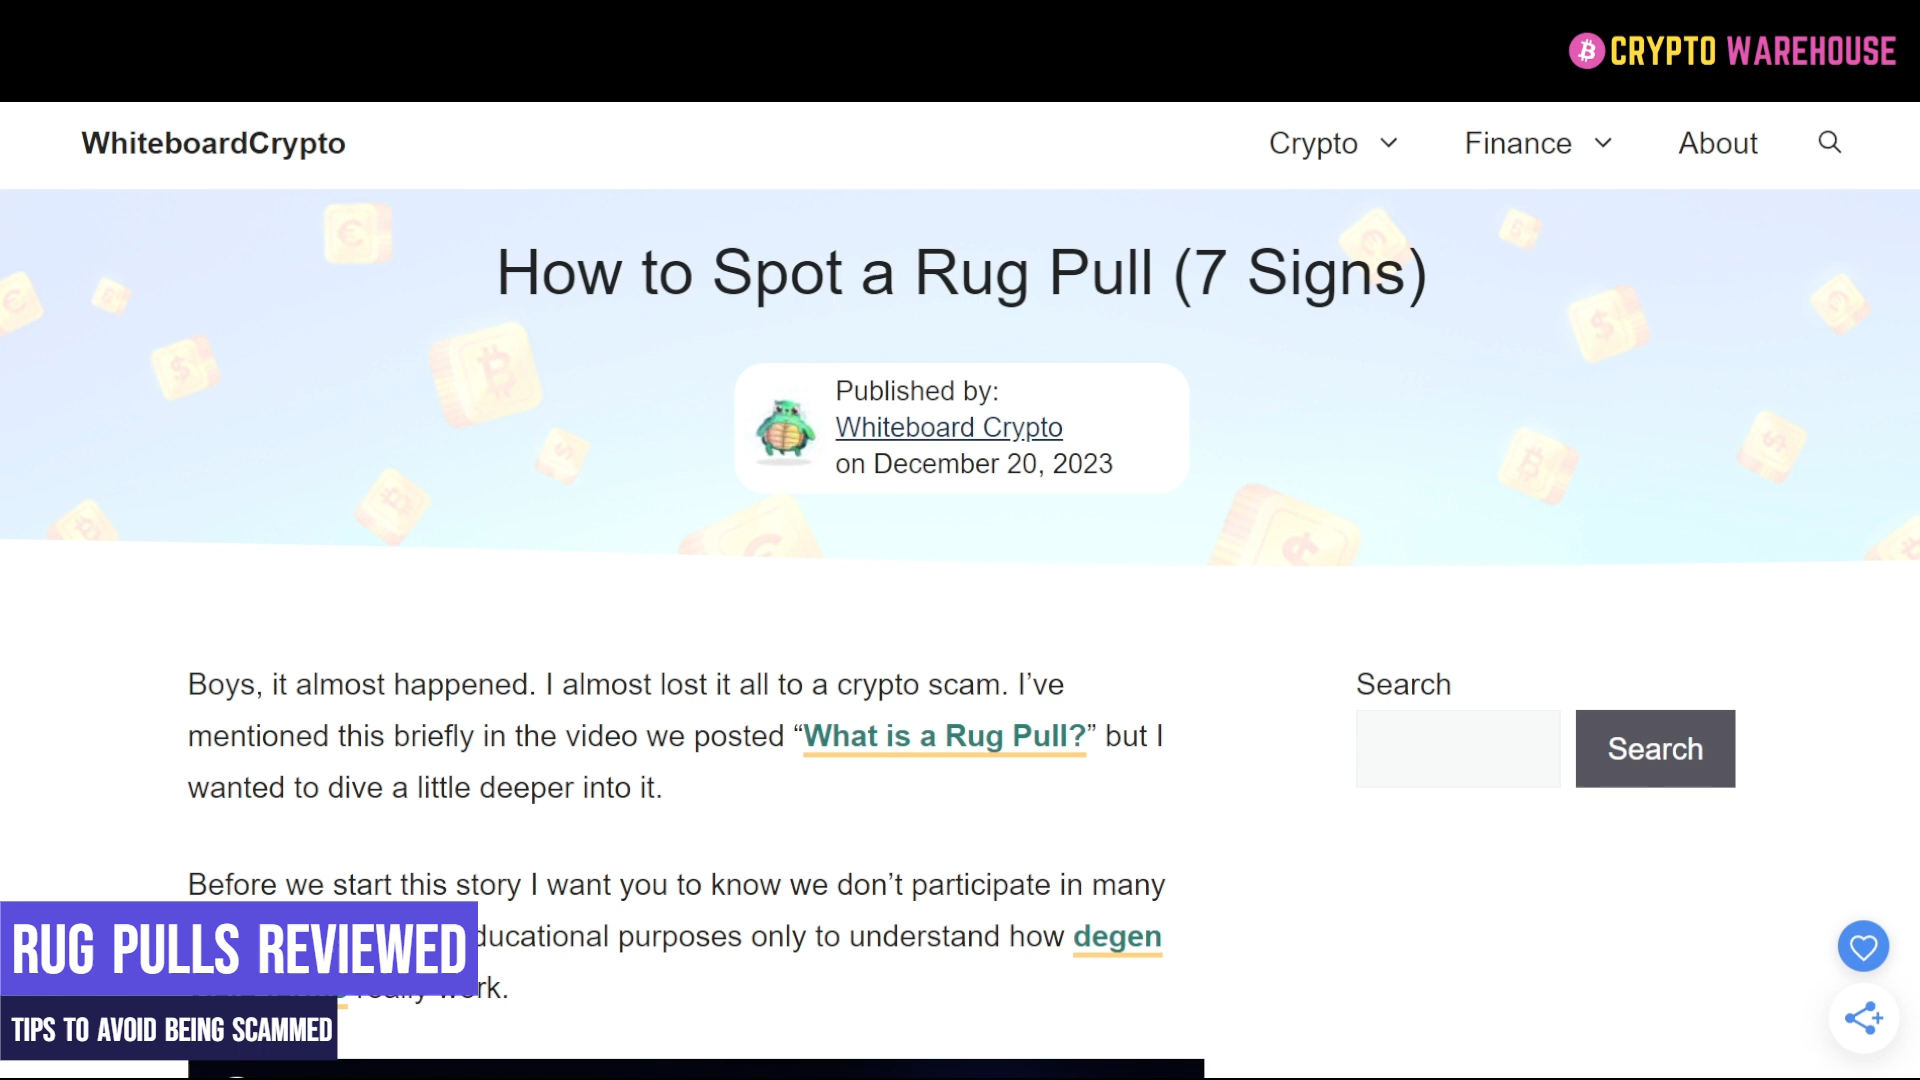 CRYPTO WAREHOUSE
WhiteboardCrypto
Crypto
Finance
About
How to Spot a Rug Pull (7 Signs)
Published by:
Whiteboard Crypto
on December 20, 2023
Boys, it almost happened. I almost lost it all to a crypto scam. I’ve
mentioned this briefly in the video we posted “What is a Rug Pull?” but I
wanted to dive a little deeper into it.
Search
Search
Before we start this story I want you to know we don’t participate in many
ducational purposes only to understand how degen
really work.
RUG PULLS REVIEWED
TIPS TO AVOID BEING SCAMMED